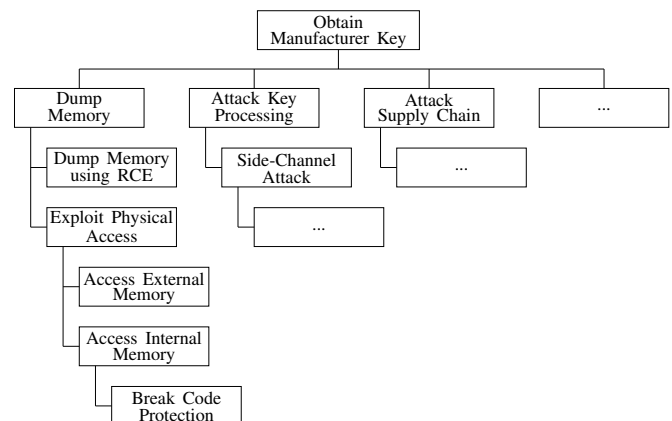 Obtain
Manufacturer Key
Dump
Memory
Attack Key
Processing
Attack
Supply Chain
...
Dump Memory
using RCE
Side-Channel
Attack
...
Exploit Physical
Access
...
Access External
Memory
Access Internal
Memory
Break Code
Protection